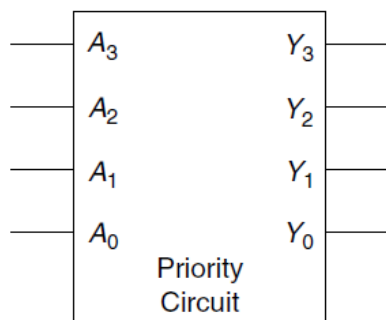 A₃ Y₃
A₂ Y₂
A₁ Y₁
A₀ Y₀
Priority
Circuit